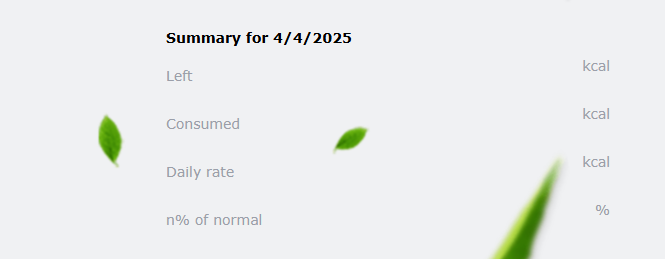 Summary for 4/4/2025
Left
kcal
Consumed
kcal
Daily rate
kcal
n% of normal
%